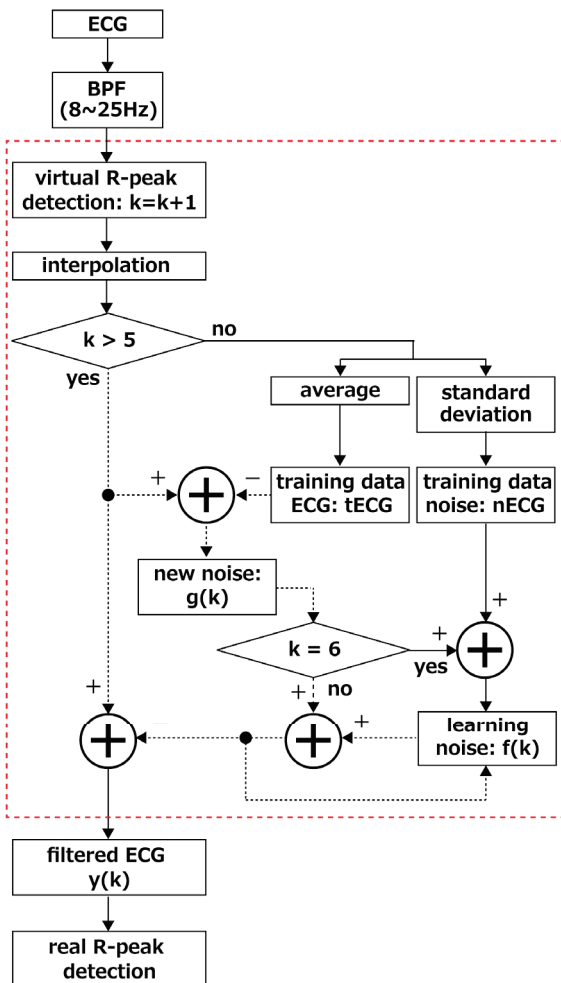 ECG
BPF
(8~25Hz)
virtual R-peak
detection: k=k+1
interpolation
k > 5
no
yes
average
standard
deviation
+
−
training data
ECG: tECG
training data
noise: nECG
new noise:
g(k)
+
k = 6
+
yes
+
no
+
+
learning
noise: f(k)
filtered ECG
y(k)
real R-peak
detection